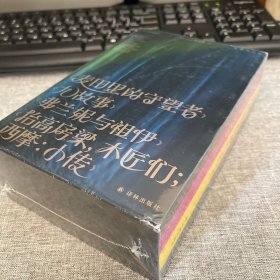 麦田里的守望者;
九故事;
弗兰妮与祖伊;
抬高房梁,木匠们;
西摩:小传;
译林出版社